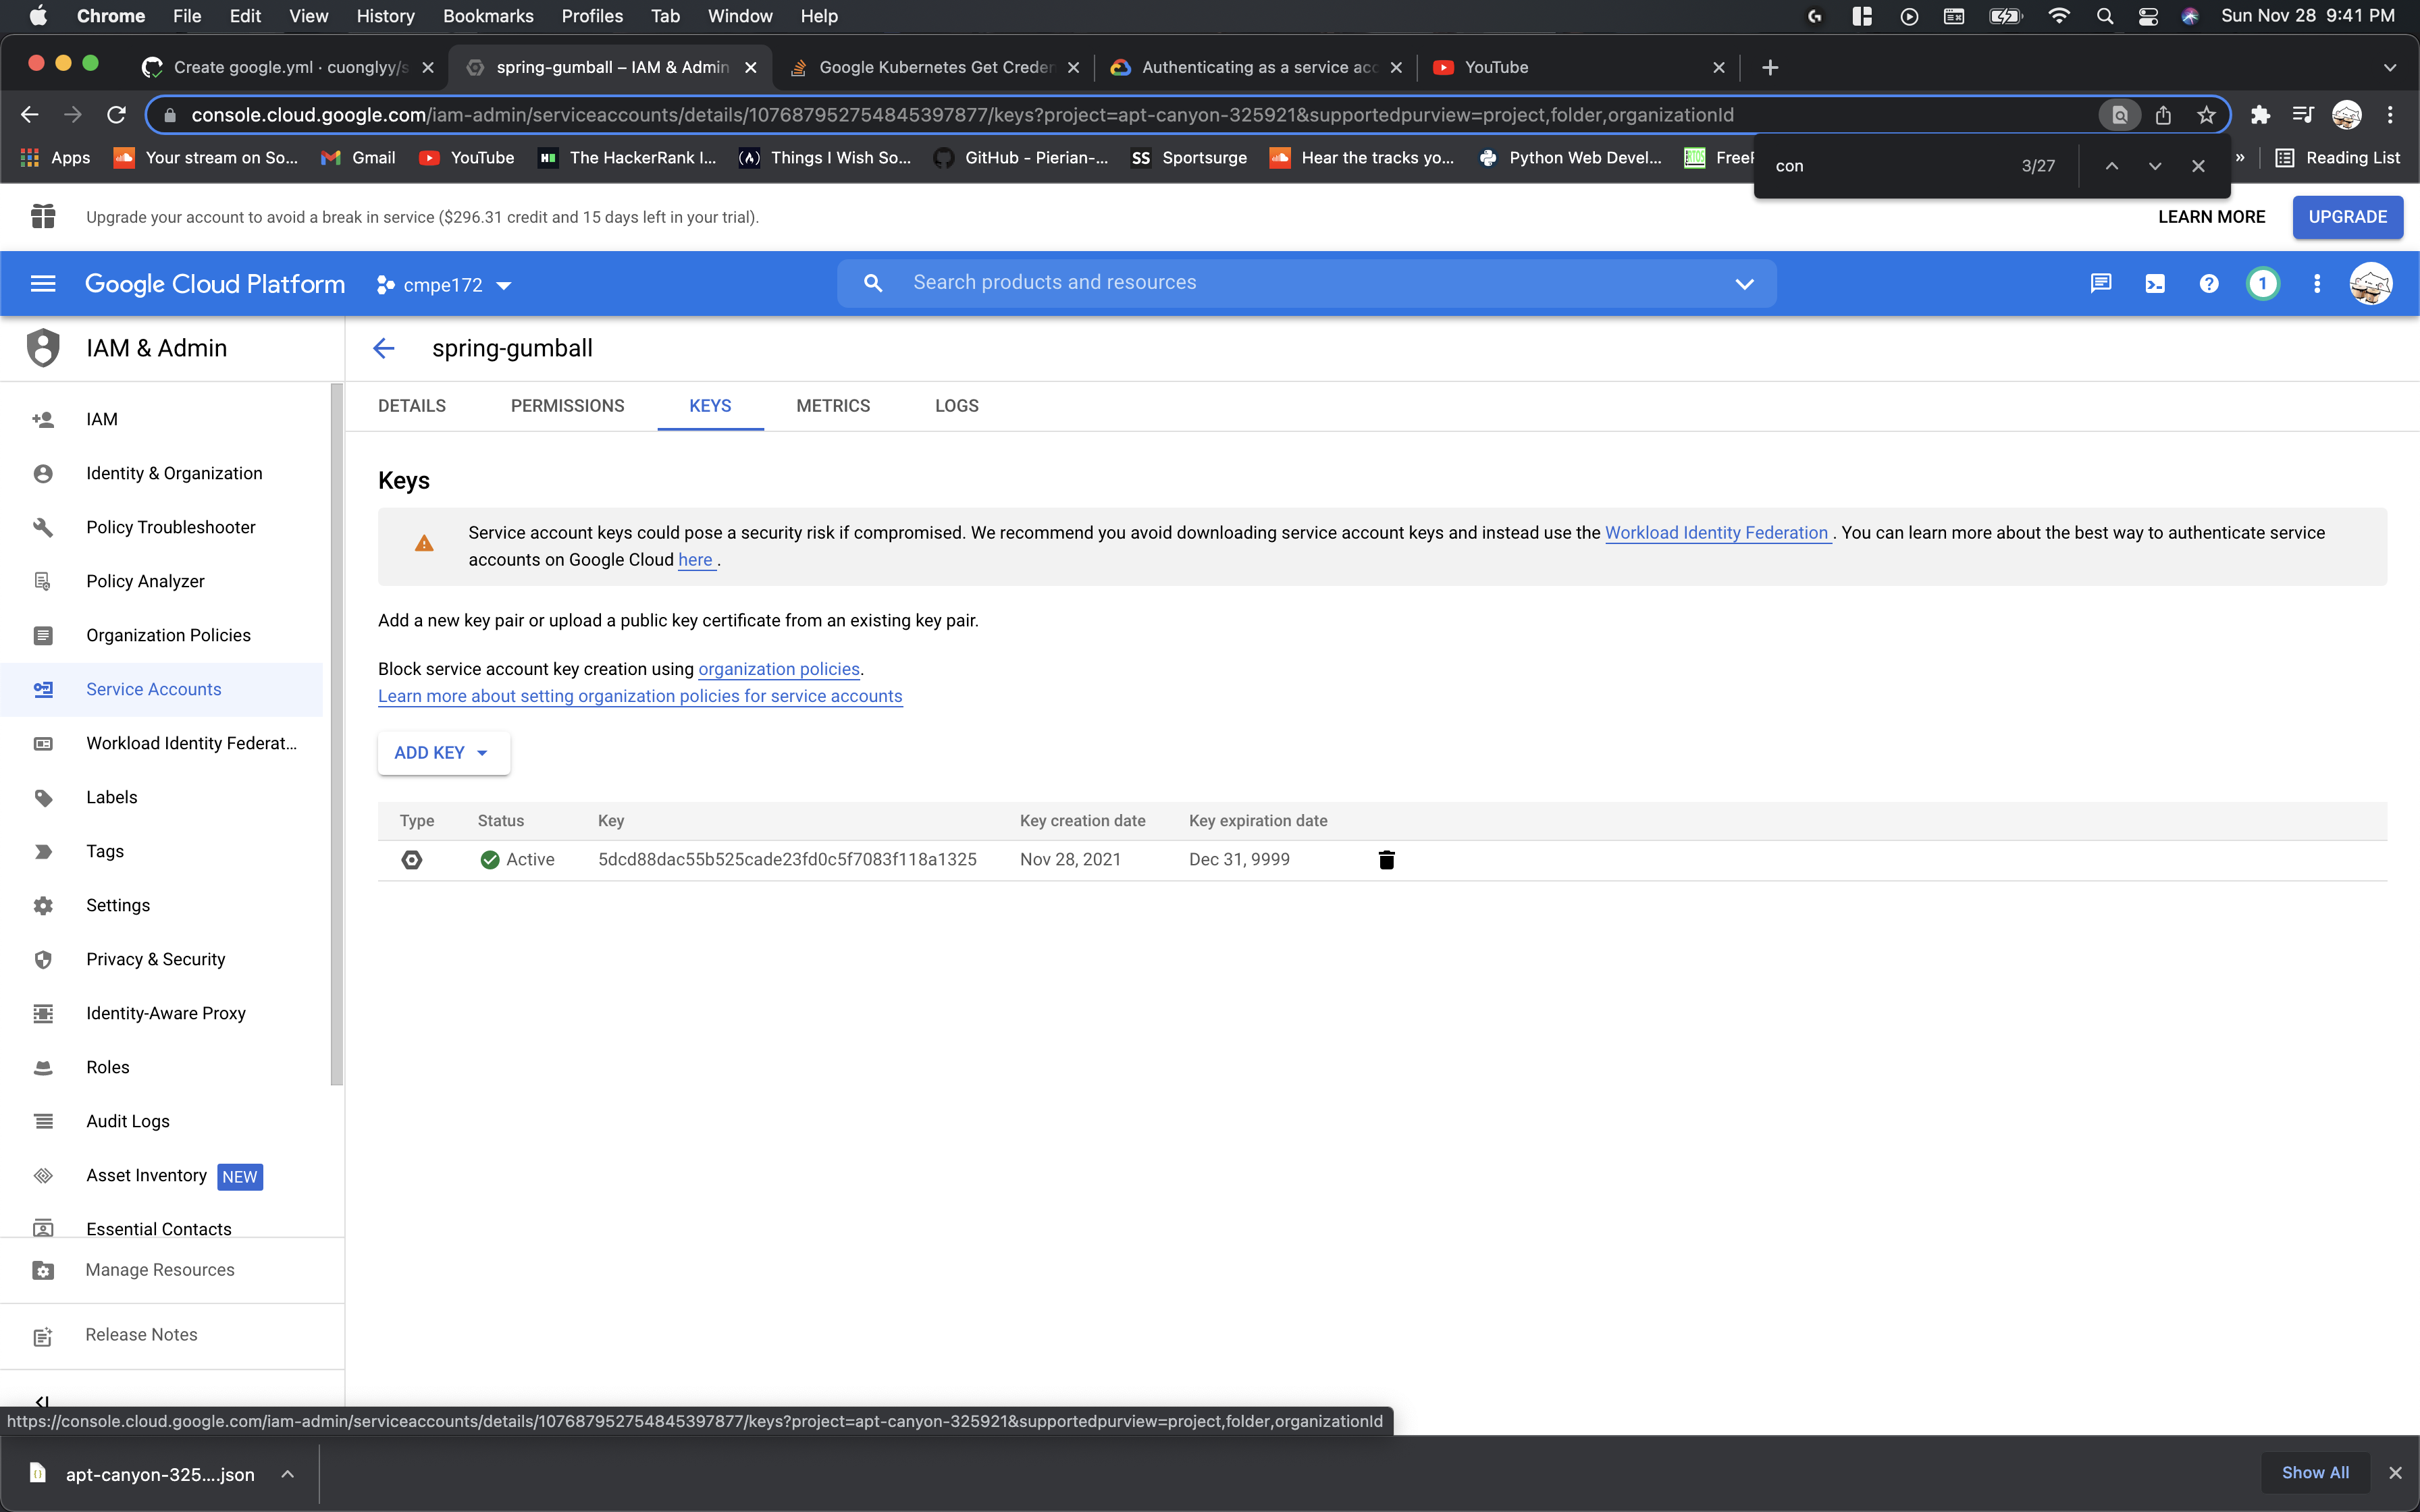 Chrome File Edit View History Bookmarks Profiles Tab Window Help Sun Nov 28 9:41 PM
Create google.yml · cuonglyy/s spring-gumball – IAM & Admin Google Kubernetes Get Creden Authenticating as a service acc YouTube
console.cloud.google.com/iam-admin/serviceaccounts/details/107687952754845397877/keys?project=apt-canyon-325921&supportedpurview=project,folder,organizationId
Apps Your stream on So... Gmail YouTube The HackerRank I... Things I Wish So... GitHub - Pierian-... SS Sportsurge Hear the tracks yo... Python Web Devel... Free » Reading List
con 3/27
Upgrade your account to avoid a break in service ($296.31 credit and 15 days left in your trial). LEARN MORE UPGRADE
Google Cloud Platform cmpe172 Search products and resources 1
IAM & Admin
spring-gumball
DETAILS PERMISSIONS KEYS METRICS LOGS
IAM
Identity & Organization
Policy Troubleshooter
Policy Analyzer
Organization Policies
Service Accounts
Workload Identity Federat...
Labels
Tags
Settings
Privacy & Security
Identity-Aware Proxy
Roles
Audit Logs
Asset Inventory NEW
Essential Contacts
Manage Resources
Release Notes
Keys
Service account keys could pose a security risk if compromised. We recommend you avoid downloading service account keys and instead use the Workload Identity Federation . You can learn more about the best way to authenticate service
accounts on Google Cloud here .
Add a new key pair or upload a public key certificate from an existing key pair.
Block service account key creation using organization policies.
Learn more about setting organization policies for service accounts
ADD KEY
Type Status Key Key creation date Key expiration date
Active 5dcd88dac55b525cade23fd0c5f7083f118a1325 Nov 28, 2021 Dec 31, 9999
https://console.cloud.google.com/iam-admin/serviceaccounts/details/107687952754845397877/keys?project=apt-canyon-325921&supportedpurview=project,folder,organizationId
apt-canyon-325....json Show All